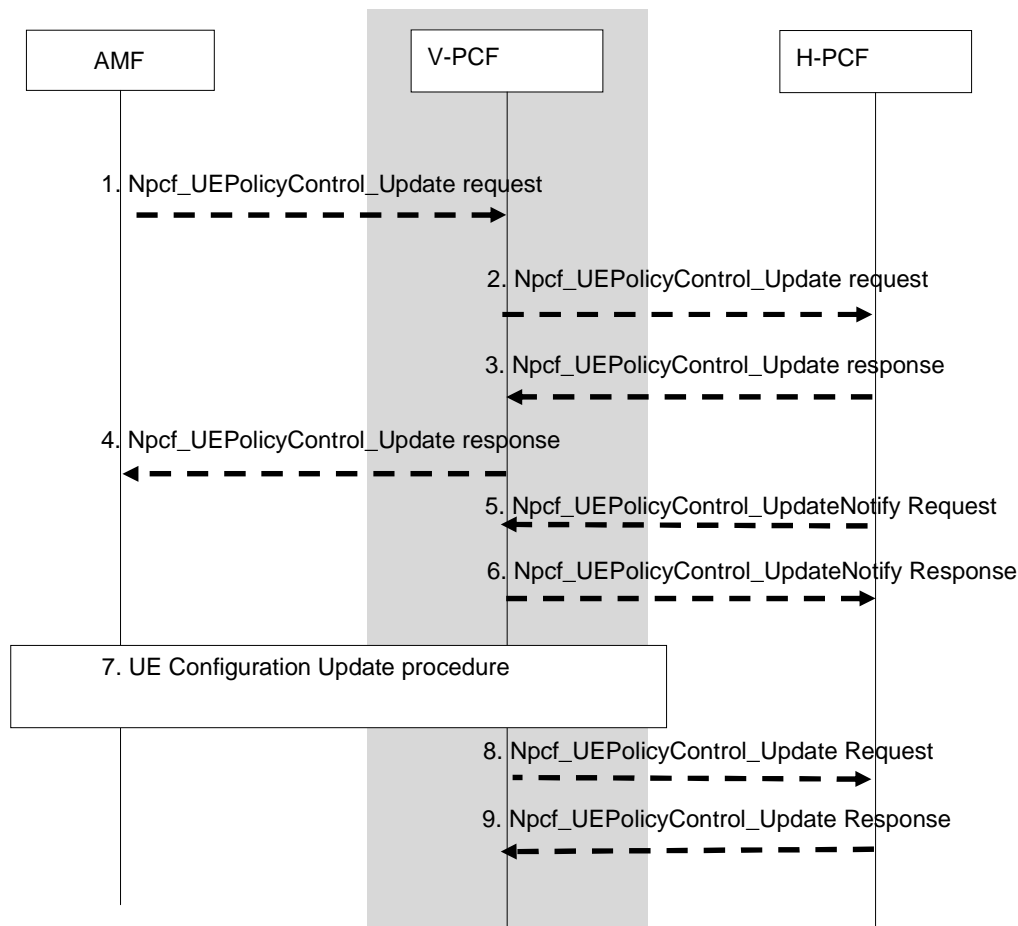 AMF
V-PCF
H-PCF
1. Npcf_UEPolicyControl_Update request
2. Npcf_UEPolicyControl_Update request
3. Npcf_UEPolicyControl_Update response
4. Npcf_UEPolicyControl_Update response
5. Npcf_UEPolicyControl_UpdateNotify Request
6. Npcf_UEPolicyControl_UpdateNotify Response
7. UE Configuration Update procedure
8. Npcf_UEPolicyControl_Update Request
9. Npcf_UEPolicyControl_Update Response